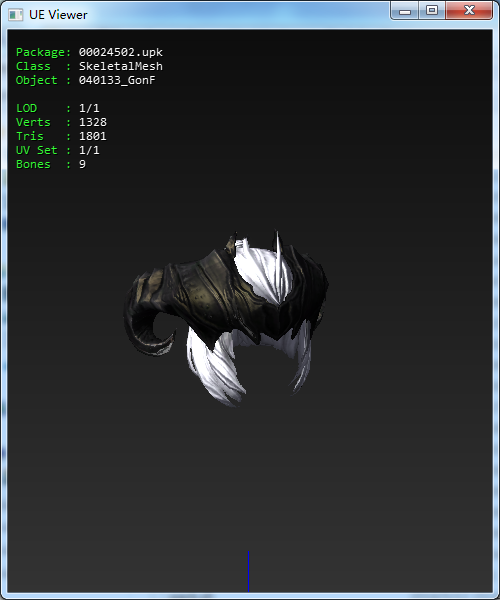 UE Viewer
Package: 00024502.upk
Class  : SkeletalMesh
Object : 040133_GonF
LOD    : 1/1
Verts  : 1328
Tris   : 1801
UV Set : 1/1
Bones  : 9